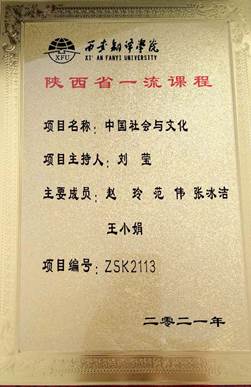 XFU
西安翻译学院
XI' AN FANYI UNIVERSITY
陕西省一流课程
项目名称：中国社会与文化
项目主持人：刘 莹
主要成员：赵 玲 范 伟 张冰洁
王小娟
项目编号：ZSK2113
二零二一年